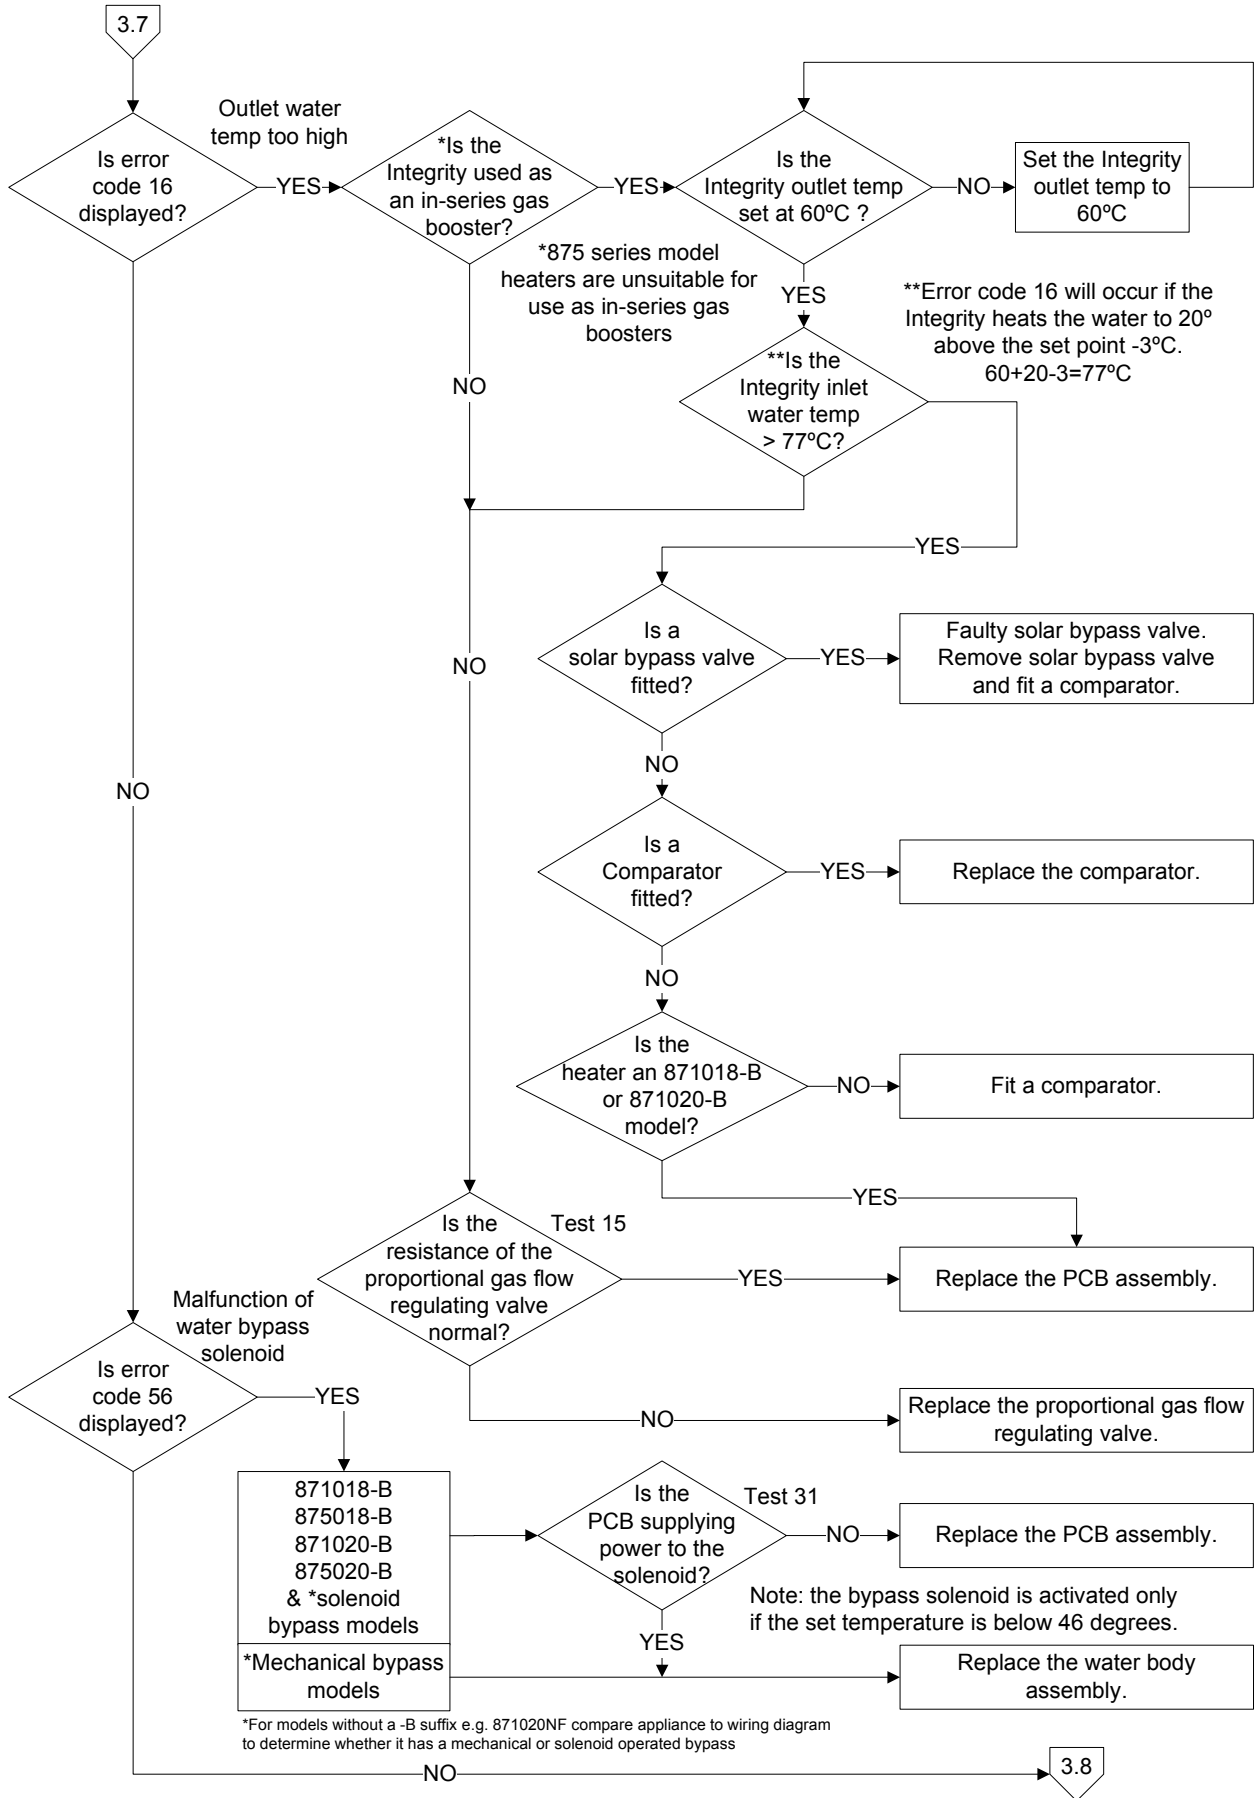 3.7
Outlet water
temp too high
Is error
code 16
displayed?
YES
*Is the
Integrity used as
an in-series gas
booster?
YES
Is the
Integrity outlet temp
set at 60ºC ?
NO
Set the Integrity
outlet temp to
60ºC
*875 series model
heaters are unsuitable for
use as in-series gas
boosters
YES
**Error code 16 will occur if the
Integrity heats the water to 20º
above the set point -3ºC.
60+20-3=77ºC
NO
**Is the
Integrity inlet
water temp
> 77ºC?
YES
NO
Is a
solar bypass valve
fitted?
YES
Faulty solar bypass valve.
Remove solar bypass valve
and fit a comparator.
NO
NO
Is a
Comparator
fitted?
YES
Replace the comparator.
NO
Is the
heater an 871018-B
or 871020-B
model?
NO
Fit a comparator.
YES
Is the
resistance of the
proportional gas flow
regulating valve
normal?
Test 15
YES
Replace the PCB assembly.
Malfunction of
water bypass
solenoid
Is error
code 56
displayed?
YES
NO
Replace the proportional gas flow
regulating valve.
871018-B
875018-B
871020-B
875020-B
& *solenoid
bypass models
*Mechanical bypass
models
Is the
PCB supplying
power to the
solenoid?
Test 31
NO
Replace the PCB assembly.
Note: the bypass solenoid is activated only
if the set temperature is below 46 degrees.
YES
Replace the water body
assembly.
*For models without a -B suffix e.g. 871020NF compare appliance to wiring diagram
to determine whether it has a mechanical or solenoid operated bypass
NO
3.8